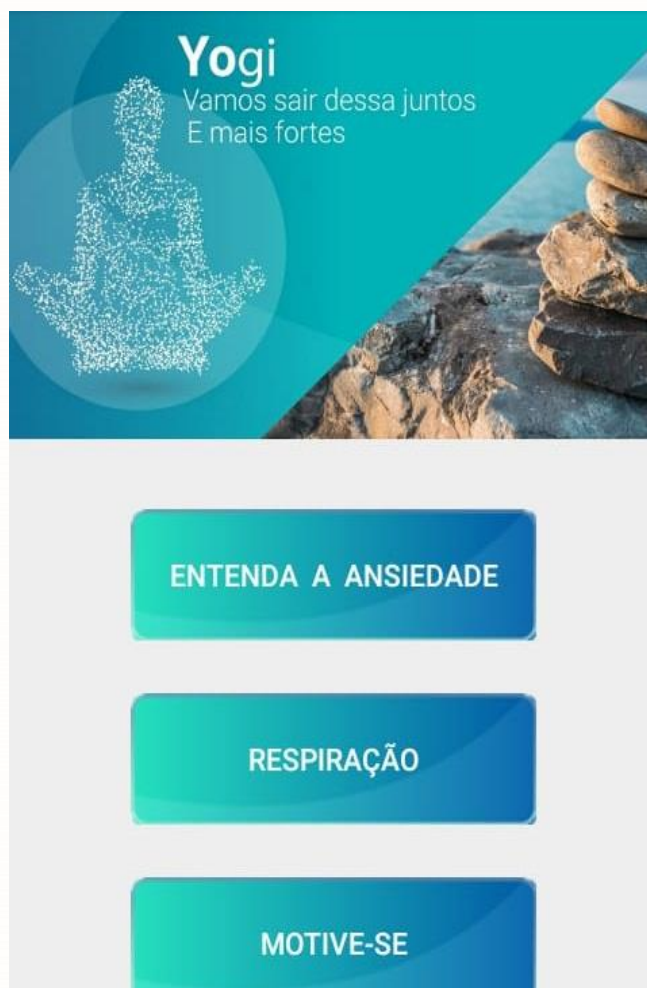 Yogi
Vamos sair dessa juntos
E mais fortes
ENTENDA A ANSIEDADE
RESPIRAÇÃO
MOTIVE-SE